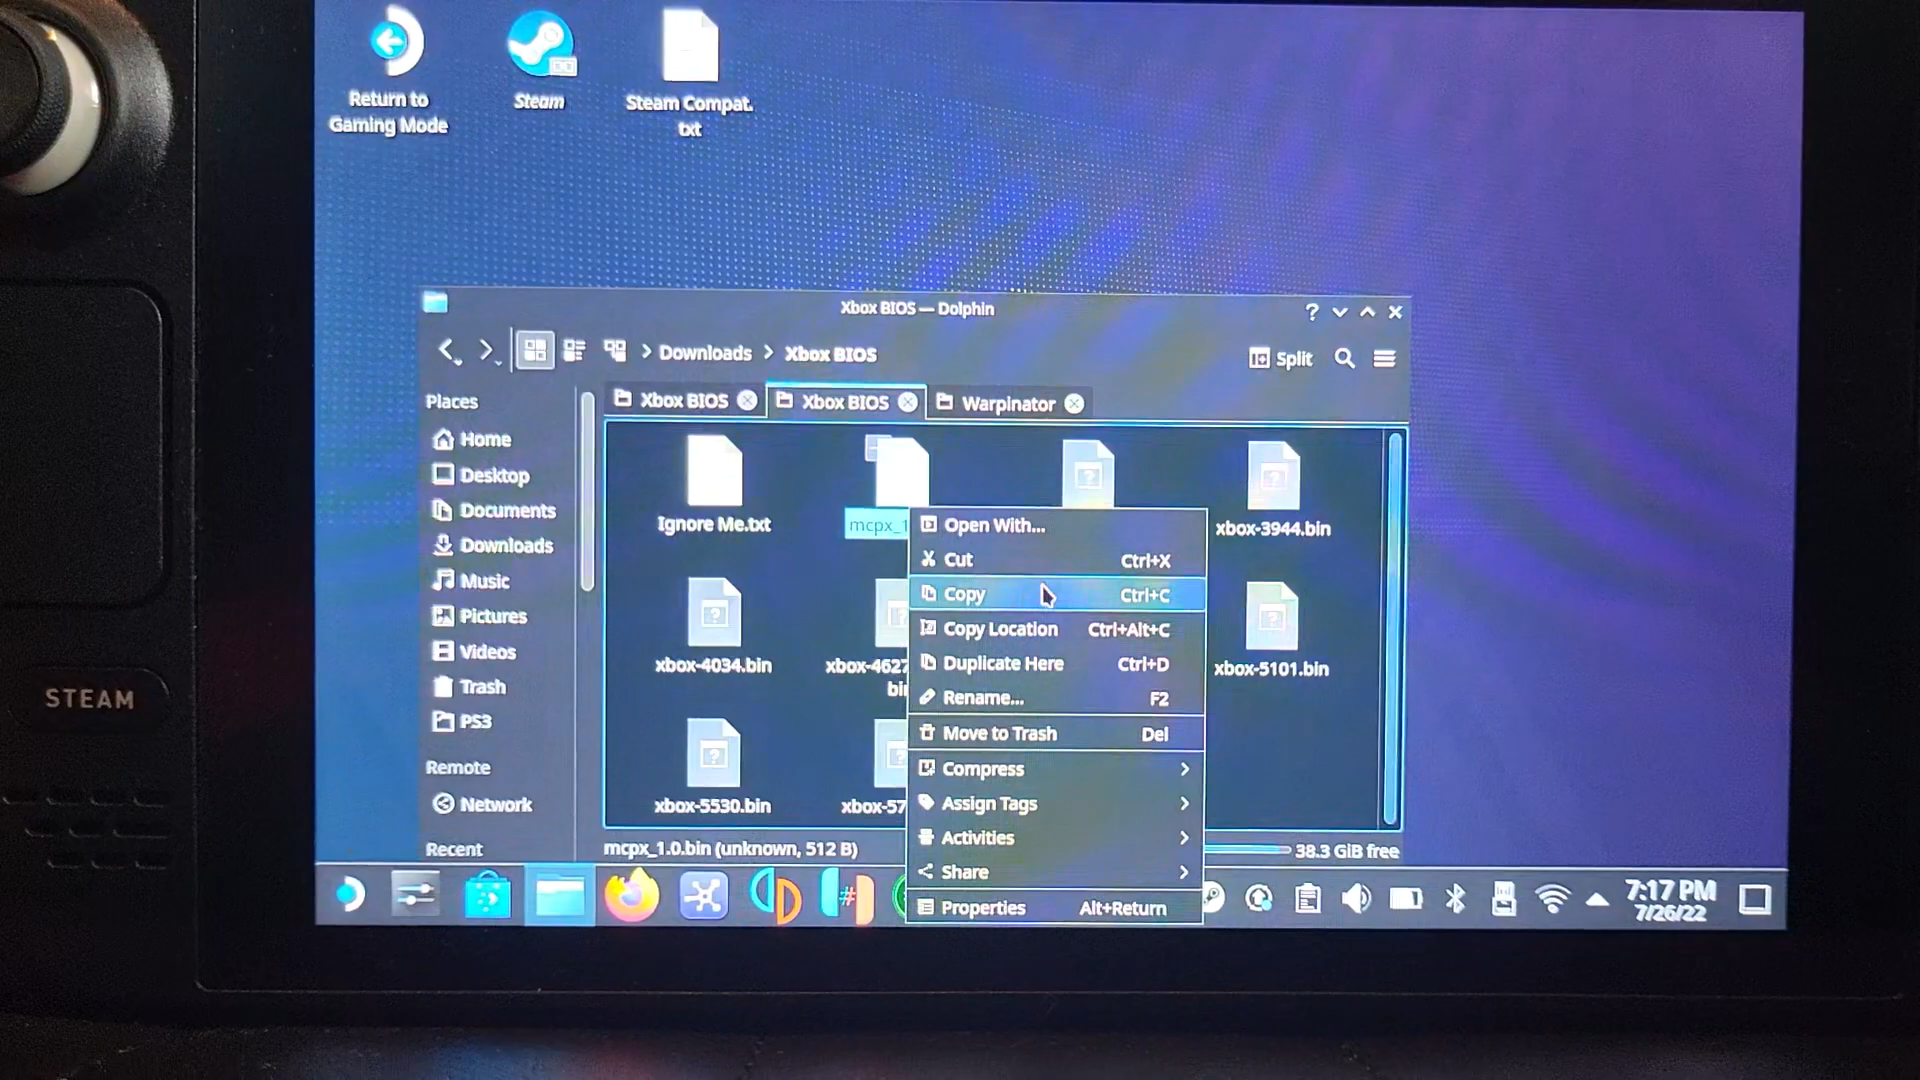 Return to
Gaming Mode
Steam
Steam Compat.
txt
Xbox BIOS — Dolphin
Downloads
Xbox BIOS
Split
Places
Xbox BIOS
Xbox BIOS
Warpinator
Home
Desktop
Documents
Downloads
Music
Pictures
Videos
Trash
PS3
Remote
Network
Recent
Ignore Me.txt
mcpx_1
xbox-3944.bin
xbox-4034.bin
xbox-4627
bin
xbox-5101.bin
xbox-5530.bin
xbox-57
Open With...
Cut Ctrl+X
Copy Ctrl+C
Copy Location Ctrl+Alt+C
Duplicate Here Ctrl+D
Rename... F2
Move to Trash Del
Compress
Assign Tags
Activities
Share
Properties Alt+Return
mcpx_1.0.bin (unknown, 512 B)
38.3 GiB free
7:17 PM
7/26/22
STEAM